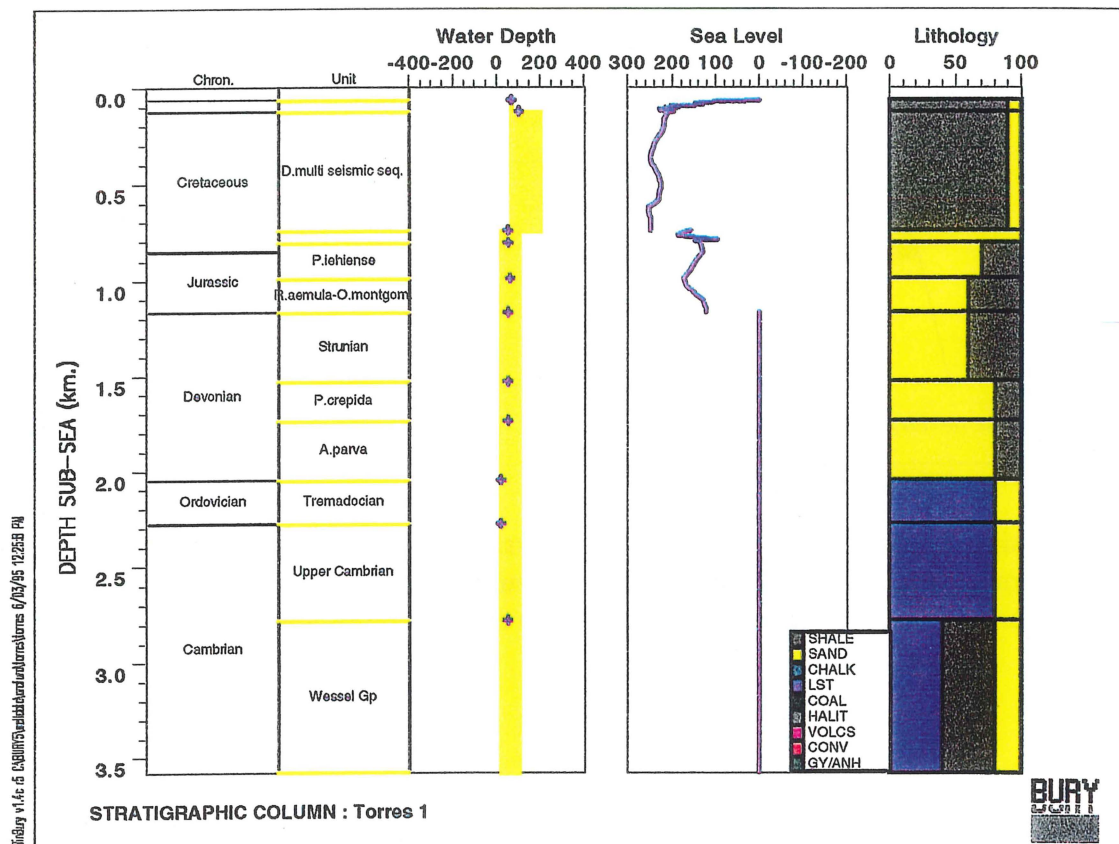 Water Depth Sea Level Lithology
Chron. Unit -400-200 0 200 400 300 200 100 0 -100-200 0 50 100
0.0
D.multi seismic seq.
Cretaceous
0.5
P.lehiense
Jurassic
1.0
R.aemula-O.montgom.
Strunian
1.5
Devonian P.crepida
A.parva
2.0
Ordovician Tremadocian
2.5
Upper Cambrian
Cambrian
3.0
Wessel Gp
3.5
DEPTH SUB-SEA (km.)
SHALE
SAND
CHALK
LST
COAL
HALIT
VOLCS
CONV
GY/ANH
STRATIGRAPHIC COLUMN : Torres 1
BURY